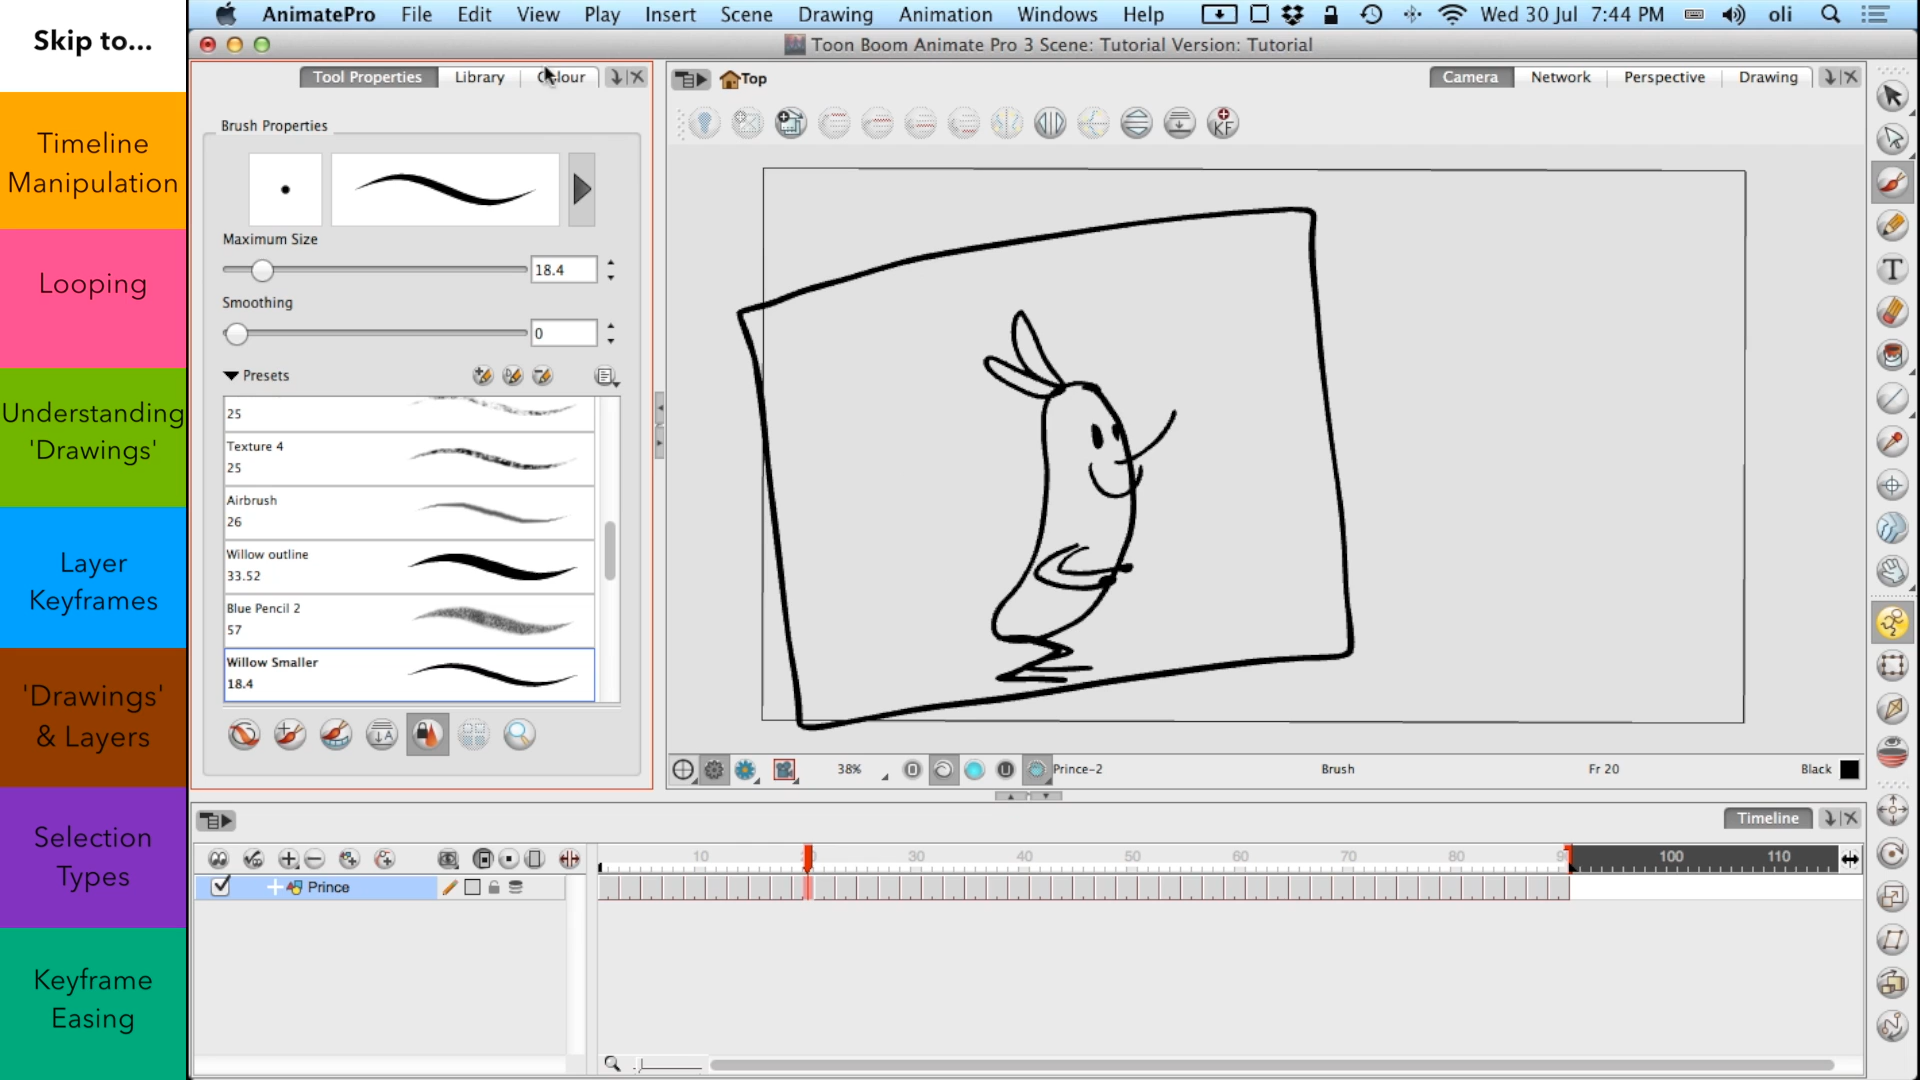 Skip to...
Timeline
Manipulation
Looping
Understanding
'Drawings'
Layer
Keyframes
'Drawings'
& Layers
Selection
Types
Keyframe
Easing
AnimatePro File Edit View Play Insert Scene Drawing Animation Windows Help Wed 30 Jul 7:44 PM oli
Toon Boom Animate Pro 3 Scene: Tutorial Version: Tutorial
Tool Properties Library Colour
Top
Camera Network Perspective Drawing
KF
Brush Properties
Maximum Size
18.4
Smoothing
0
Presets
25
Texture 4
25
Airbrush
26
Willow outline
33.52
Blue Pencil 2
57
Willow Smaller
18.4
38% Prince-2 Brush Fr 20 Black
Timeline
10 30 40 50 60 70 80 100 110
Prince